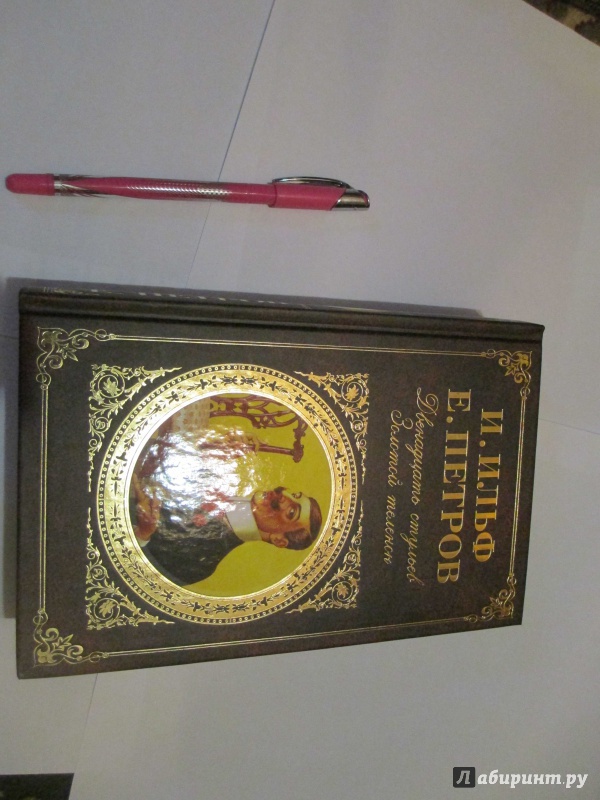 И. ИЛЬФ
Е. ПЕТРОВ
Двенадцать стульев
Золотой теленок
Лабиринт.ру